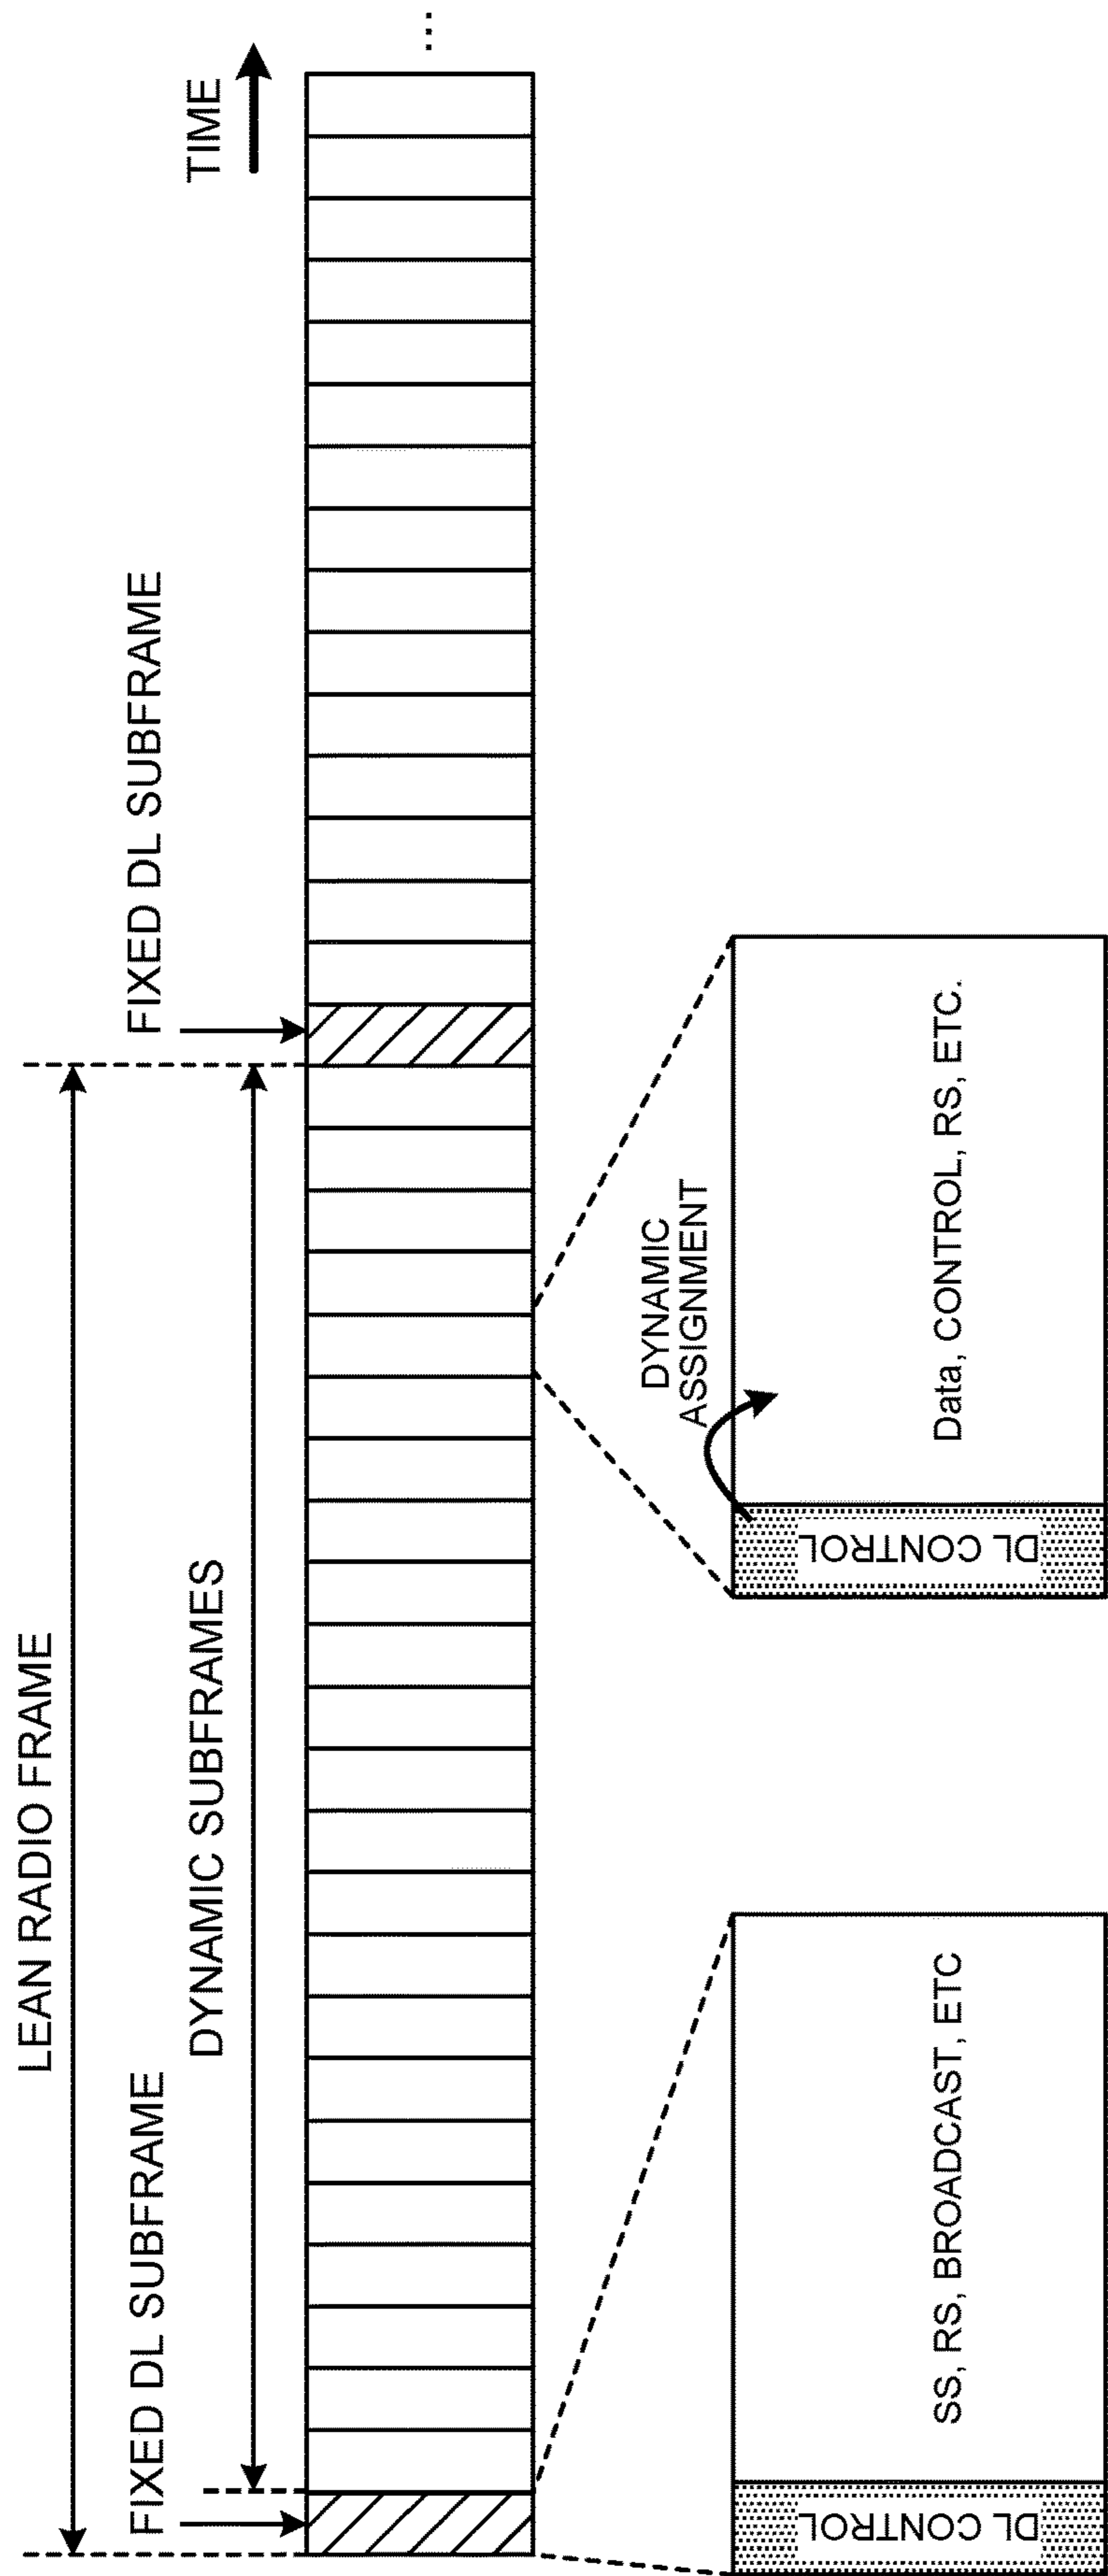 LEAN RADIO FRAME
FIXED DL SUBFRAME
FIXED DL SUBFRAME
TIME
DYNAMIC SUBFRAMES
...
DYNAMIC
ASSIGNMENT
DL CONTROL
SS, RS, BROADCAST, ETC
DL CONTROL
Data, CONTROL, RS, ETC.